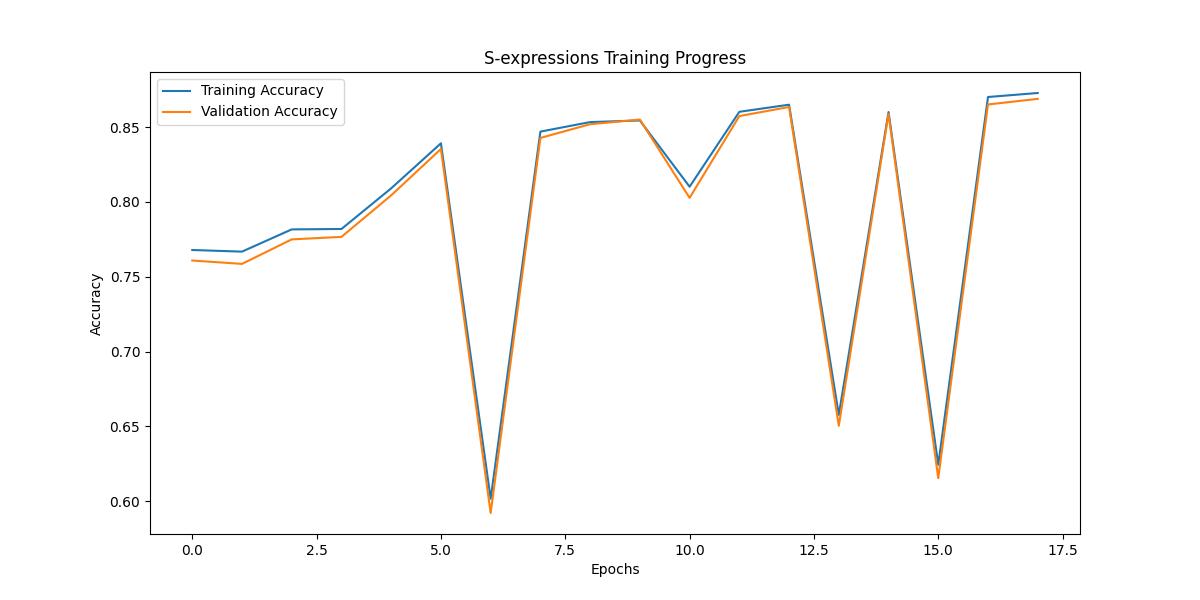 S-expressions Training Progress
Training Accuracy
Validation Accuracy
0.85
0.80
0.75
0.70
0.65
0.60
Accuracy
0.0 2.5 5.0 7.5 10.0 12.5 15.0 17.5
Epochs